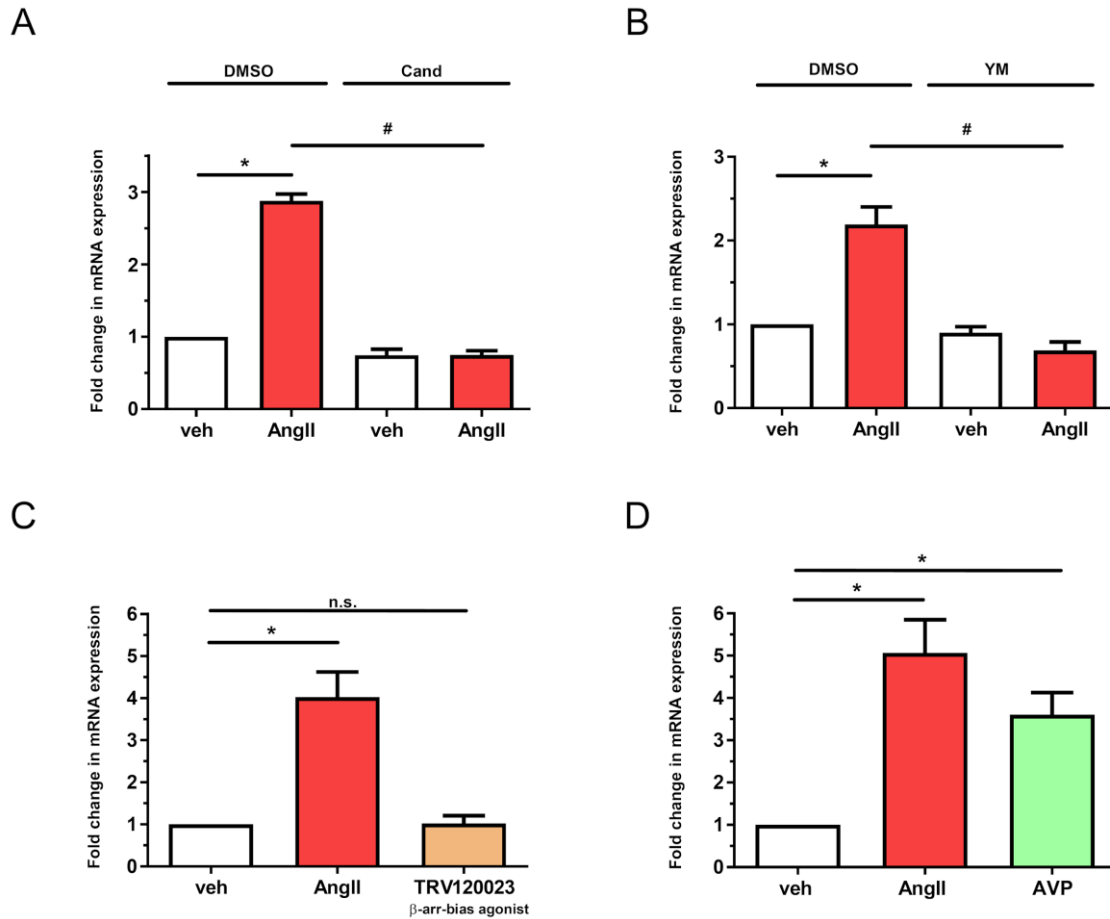 A
DMSO Cand
#
*
Fold change in mRNA expression
3
2
1
0
veh AngII veh AngII
B
DMSO YM
#
*
Fold change in mRNA expression
3
2
1
0
veh AngII veh AngII
C
n.s.
*
Fold change in mRNA expression
6
5
4
3
2
1
0
veh AngII TRV120023
β-arr-bias agonist
D
*
*
Fold change in mRNA expression
6
5
4
3
2
1
0
veh AngII AVP